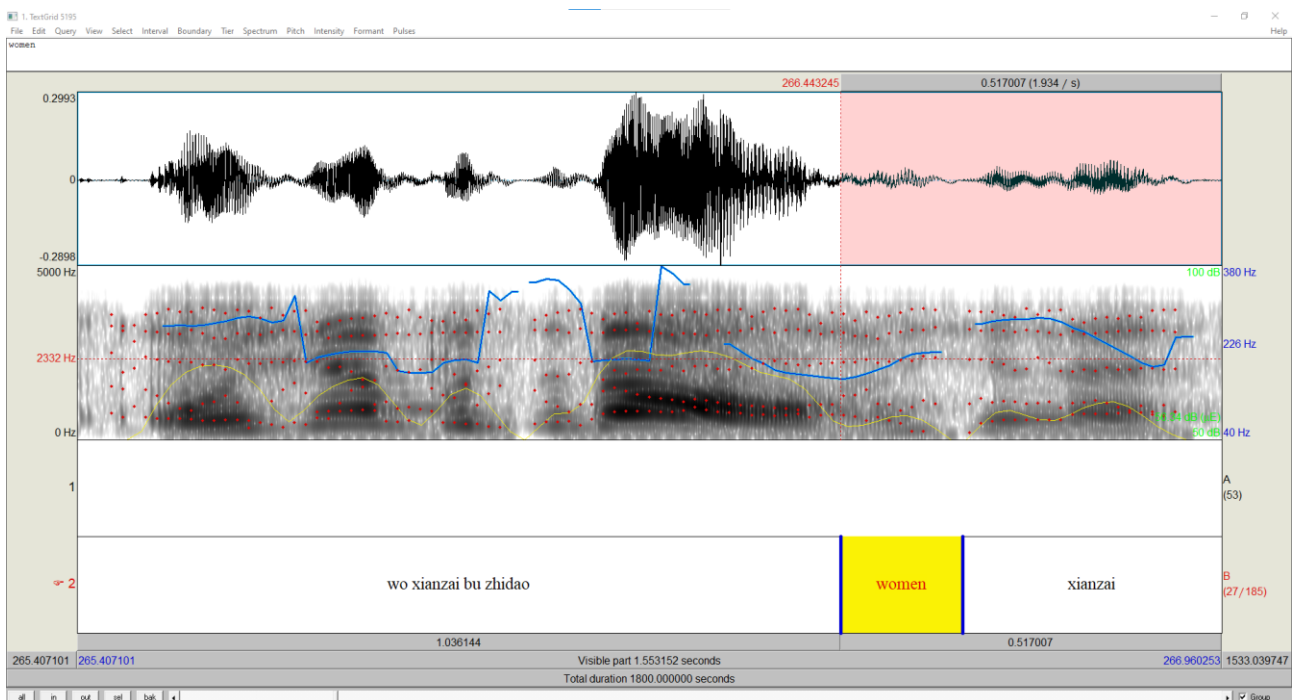 1. TextGrid 5195
File Edit Query View Select Interval Boundary Tier Spectrum Pitch Intensity Formant Pulses Help
women
266.443245 0.517007 (1.934 / s)
0.2993
0
-0.2898
5000 Hz 100 dB 380 Hz
2332 Hz 226 Hz
0 Hz 50 dB 40 Hz
1 A
(53)
2 wo xianzai bu zhidao women xianzai B
(27/185)
1.036144 0.517007
265.407101 265.407101 Visible part 1.553152 seconds 266.960253 1533.039747
Total duration 1800.000000 seconds
all in out sel bak Group